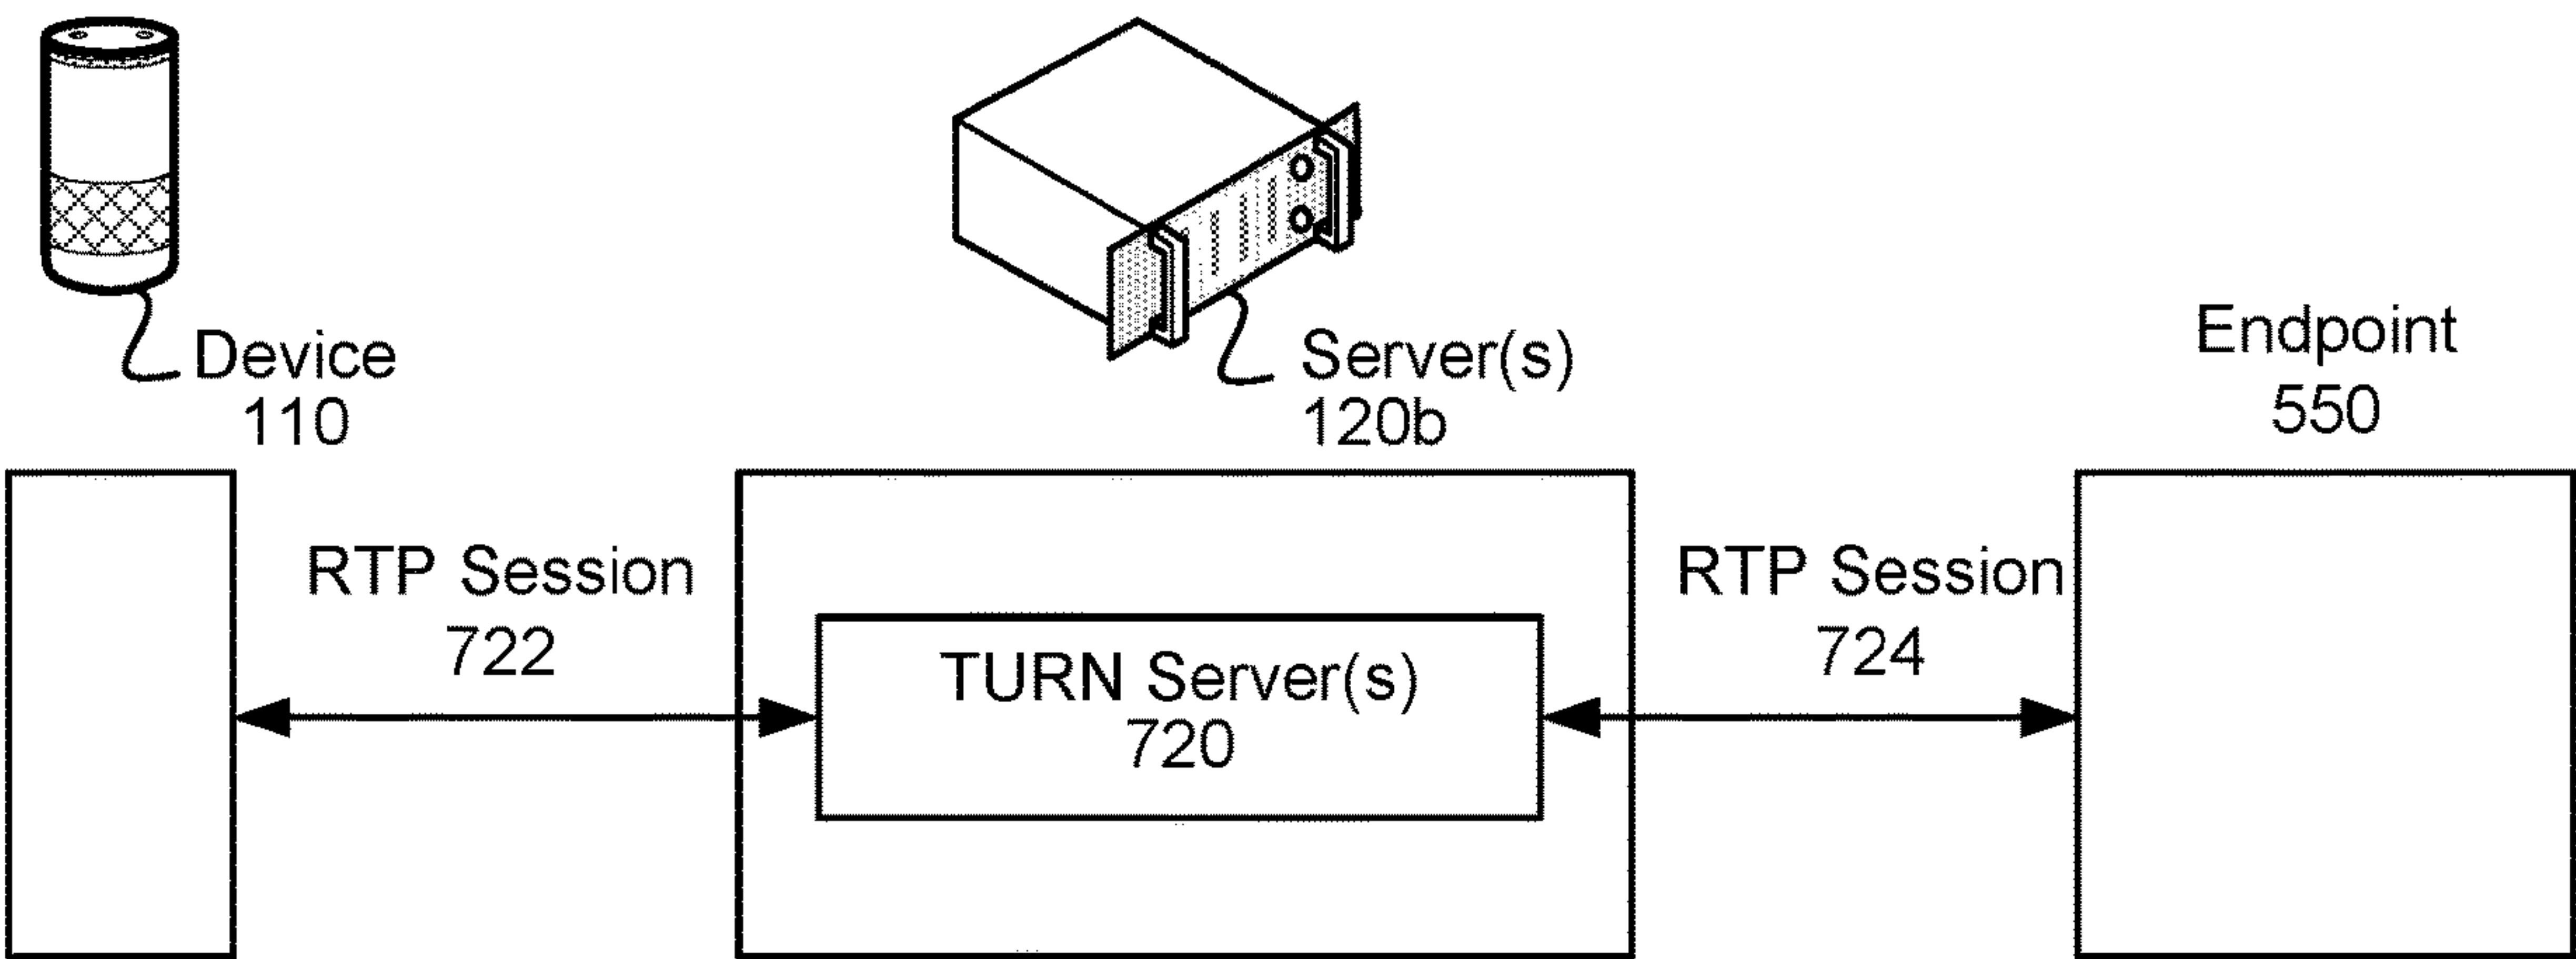 Device
110
Server(s)
120b
Endpoint
550
RTP Session
722
TURN Server(s)
720
RTP Session
724